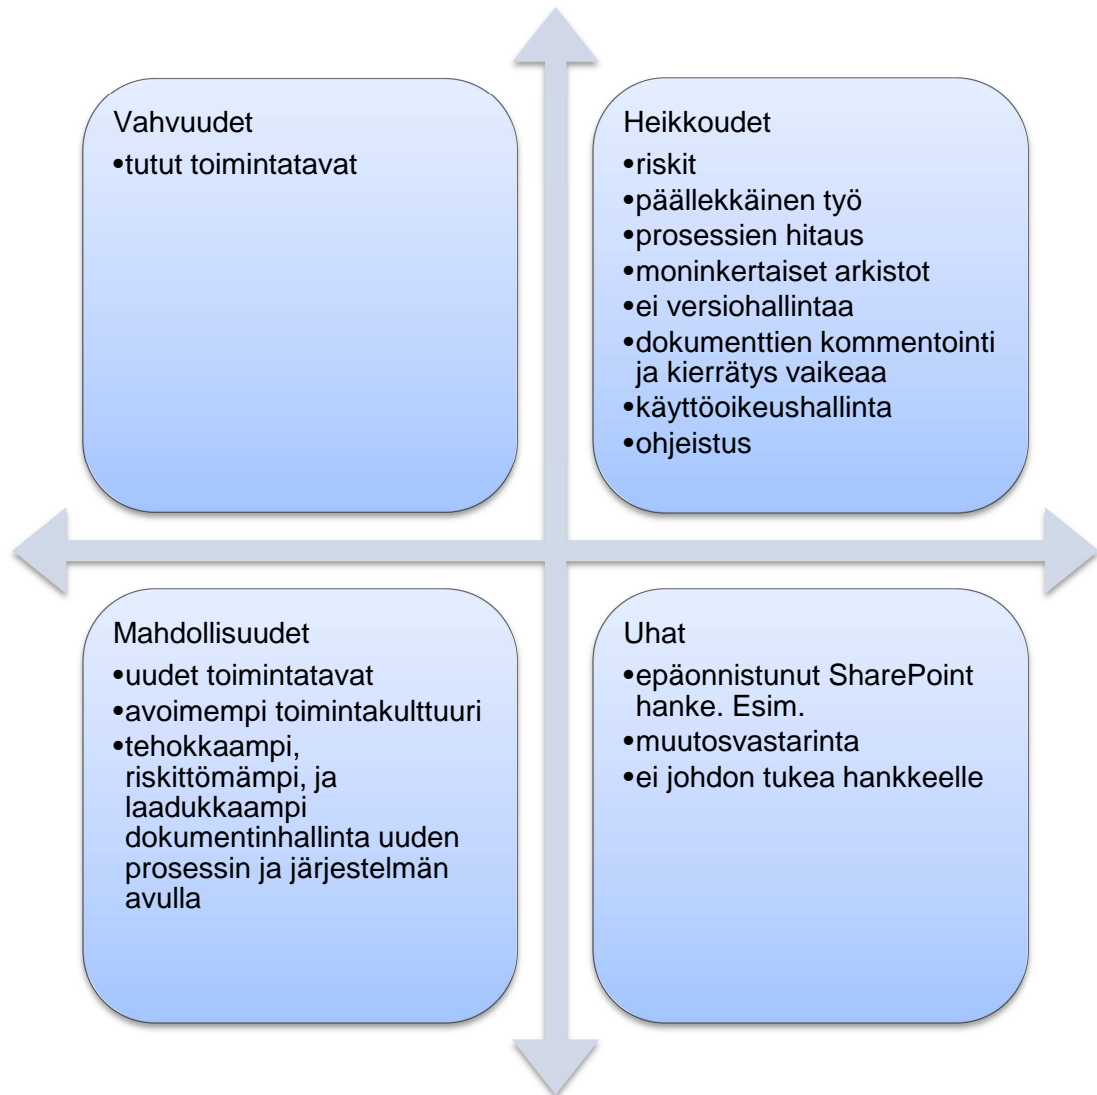 Vahvuudet
•tutut toimintatavat
Heikkoudet
•riskit
•päällekkäinen työ
•prosessien hitaus
•moninkertaiset arkistot
•ei versiohallintaa
•dokumenttien kommentointi
ja kierrätys vaikeaa
•käyttöoikeushallinta
•ohjeistus
Mahdollisuudet
•uudet toimintatavat
•avoimempi toimintakulttuuri
•tehokkaampi,
riskittömämpi, ja
laadukkaampi
dokumentinhallinta uuden
prosessin ja järjestelmän
avulla
Uhat
•epäonnistunut SharePoint
hanke. Esim.
•muutosvastarinta
•ei johdon tukea hankkeelle